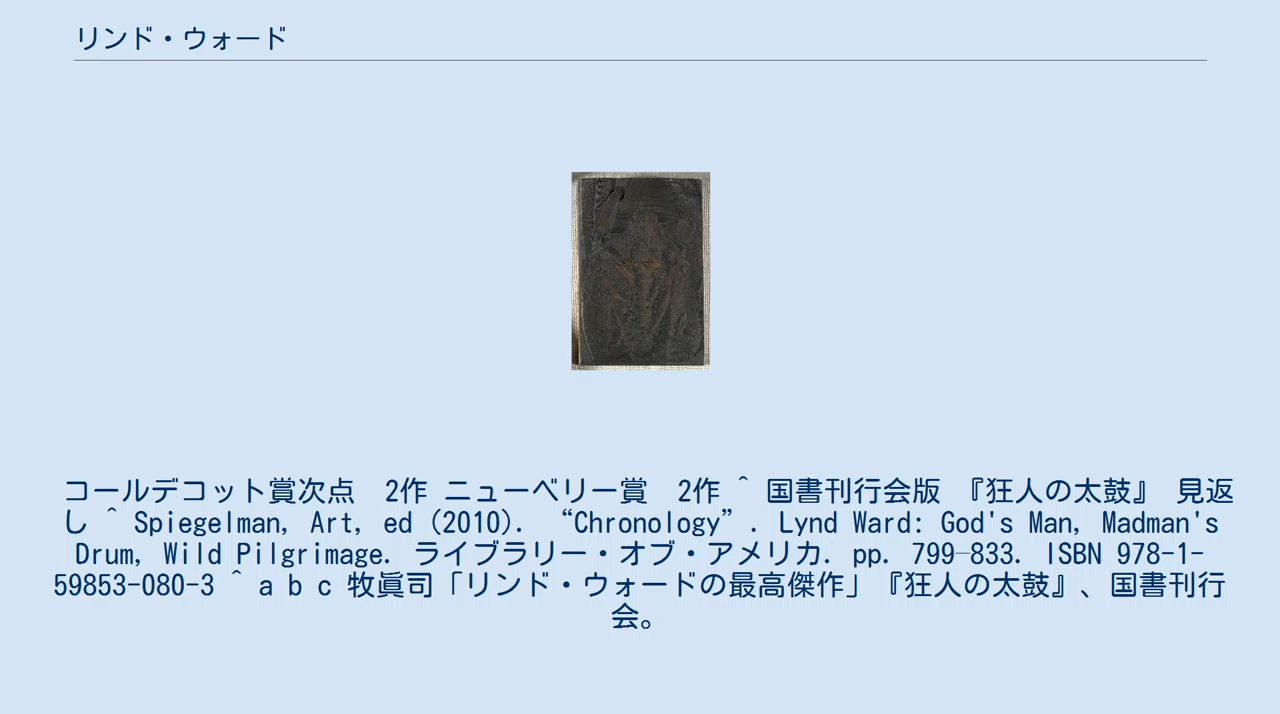 リンド・ウォード
コールデコット賞次点　2作 ニューベリー賞　2作 ^ 国書刊行会版 『狂人の太鼓』 見返
し ^ Spiegelman, Art, ed (2010). “Chronology”. Lynd Ward: God's Man, Madman's
Drum, Wild Pilgrimage. ライブラリー・オブ・アメリカ. pp. 799–833. ISBN 978-1-
59853-080-3 ^ a b c 牧眞司「リンド・ウォードの最高傑作」『狂人の太鼓』、国書刊行
会。